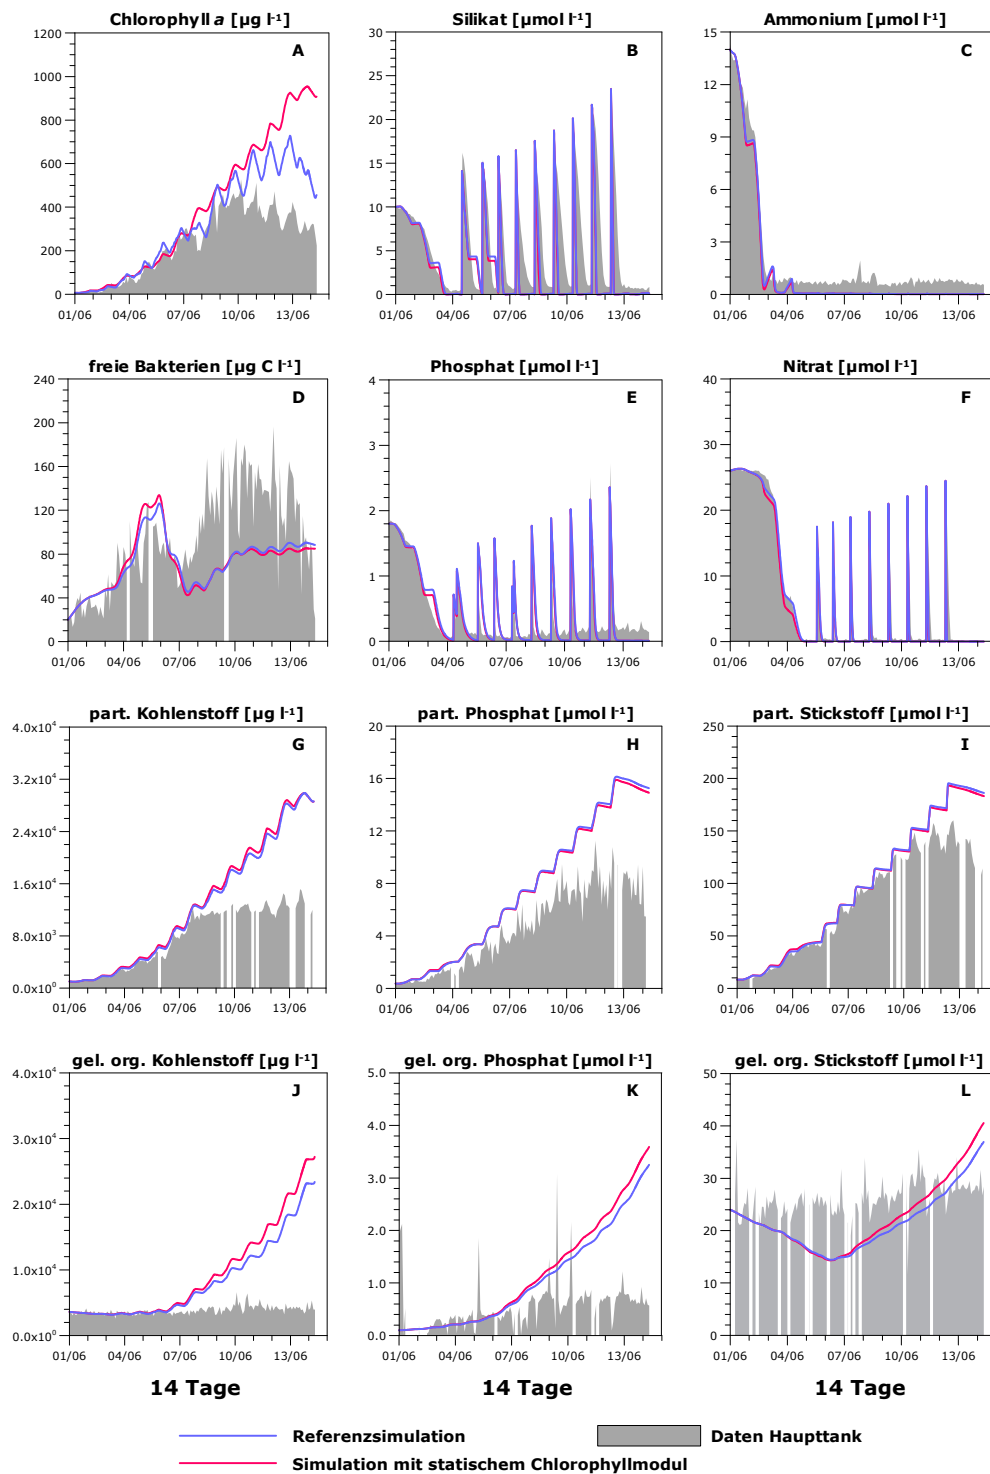 Chlorophyll a [µg l-1]
Silikat [µmol l-1]
Ammonium [µmol l-1]
1200
1000
800
600
400
200
0
A
01/06 04/06 07/06 10/06 13/06
30
25
20
15
10
5
0
B
01/06 04/06 07/06 10/06 13/06
15
12
9
6
3
0
C
01/06 04/06 07/06 10/06 13/06
freie Bakterien [µg C l-1]
Phosphat [µmol l-1]
Nitrat [µmol l-1]
240
200
160
120
80
40
0
D
01/06 04/06 07/06 10/06 13/06
4
3
2
1
0
E
01/06 04/06 07/06 10/06 13/06
40
30
20
10
0
F
01/06 04/06 07/06 10/06 13/06
part. Kohlenstoff [µg l-1]
part. Phosphat [µmol l-1]
part. Stickstoff [µmol l-1]
4.0x10⁴
3.2x10⁴
2.4x10⁴
1.6x10⁴
8.0x10³
0.0x10⁰
G
01/06 04/06 07/06 10/06 13/06
20
16
12
8
4
0
H
01/06 04/06 07/06 10/06 13/06
250
200
150
100
50
0
I
01/06 04/06 07/06 10/06 13/06
gel. org. Kohlenstoff [µg l-1]
gel. org. Phosphat [µmol l-1]
gel. org. Stickstoff [µmol l-1]
4.0x10⁴
3.0x10⁴
2.0x10⁴
1.0x10⁴
0.0x10⁰
J
01/06 04/06 07/06 10/06 13/06
5.0
4.0
3.0
2.0
1.0
0.0
K
01/06 04/06 07/06 10/06 13/06
50
40
30
20
10
0
L
01/06 04/06 07/06 10/06 13/06
14 Tage
14 Tage
14 Tage
Referenzsimulation
Daten Haupttank
Simulation mit statischem Chlorophyllmodul